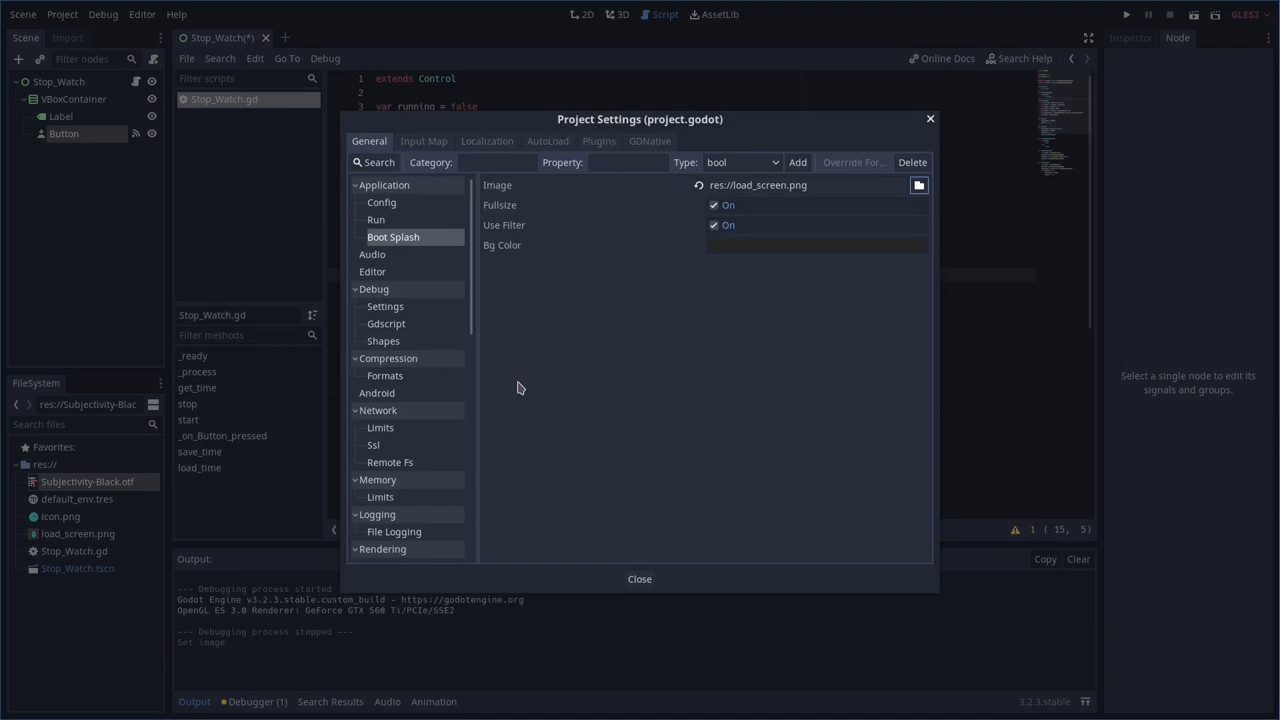 Scene Project Debug Editor Help
2D 3D Script AssetLib
GLES3
Scene Import
Stop_Watch(*)
Inspector Node
Filter nodes
File Search Edit Go To Debug
Online Docs Search Help
Stop_Watch
VBoxContainer
Label
Button
Filter scripts
Stop_Watch.gd
1 extends Control
2
3 var running = false
Project Settings (project.godot)
General Input Map Localization AutoLoad Plugins GDNative
Search Category: Property: Type: bool Add Override For... Delete
Application
Config
Run
Boot Splash
Audio
Editor
Debug
Settings
Gdscript
Shapes
Compression
Formats
Android
Network
Limits
Ssl
Remote Fs
Memory
Limits
Logging
File Logging
Rendering
Image res://load_screen.png
Fullsize On
Use Filter On
Bg Color
Close
Stop_Watch.gd
Filter methods
_ready
_process
get_time
stop
start
_on_Button_pressed
save_time
load_time
FileSystem
res://Subjectivity-Blac
Search files
Favorites:
res://
Subjectivity-Black.otf
default_env.tres
icon.png
load_screen.png
Stop_Watch.gd
Stop_Watch.tscn
Select a single node to edit its
signals and groups.
1 ( 15, 5)
Output: Copy Clear
--- Debugging process started ---
Godot Engine v3.2.3.stable.custom_build - https://godotengine.org
OpenGL ES 3.0 Renderer: GeForce GTX 560 Ti/PCIe/SSE2
--- Debugging process stopped ---
Set image
Output Debugger (1) Search Results Audio Animation
3.2.3.stable